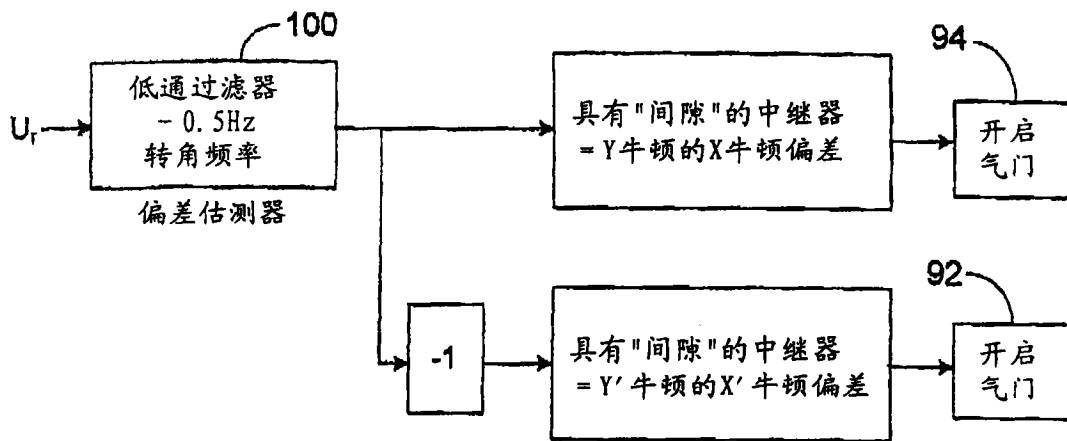 100
低通过滤器
- 0.5Hz
转角频率
Ur
偏差估测器
具有"间隙"的中继器
=Y牛顿的X牛顿偏差
94
开启
气门
-1
具有"间隙"的中继器
=Y'牛顿的X'牛顿偏差
92
开启
气门